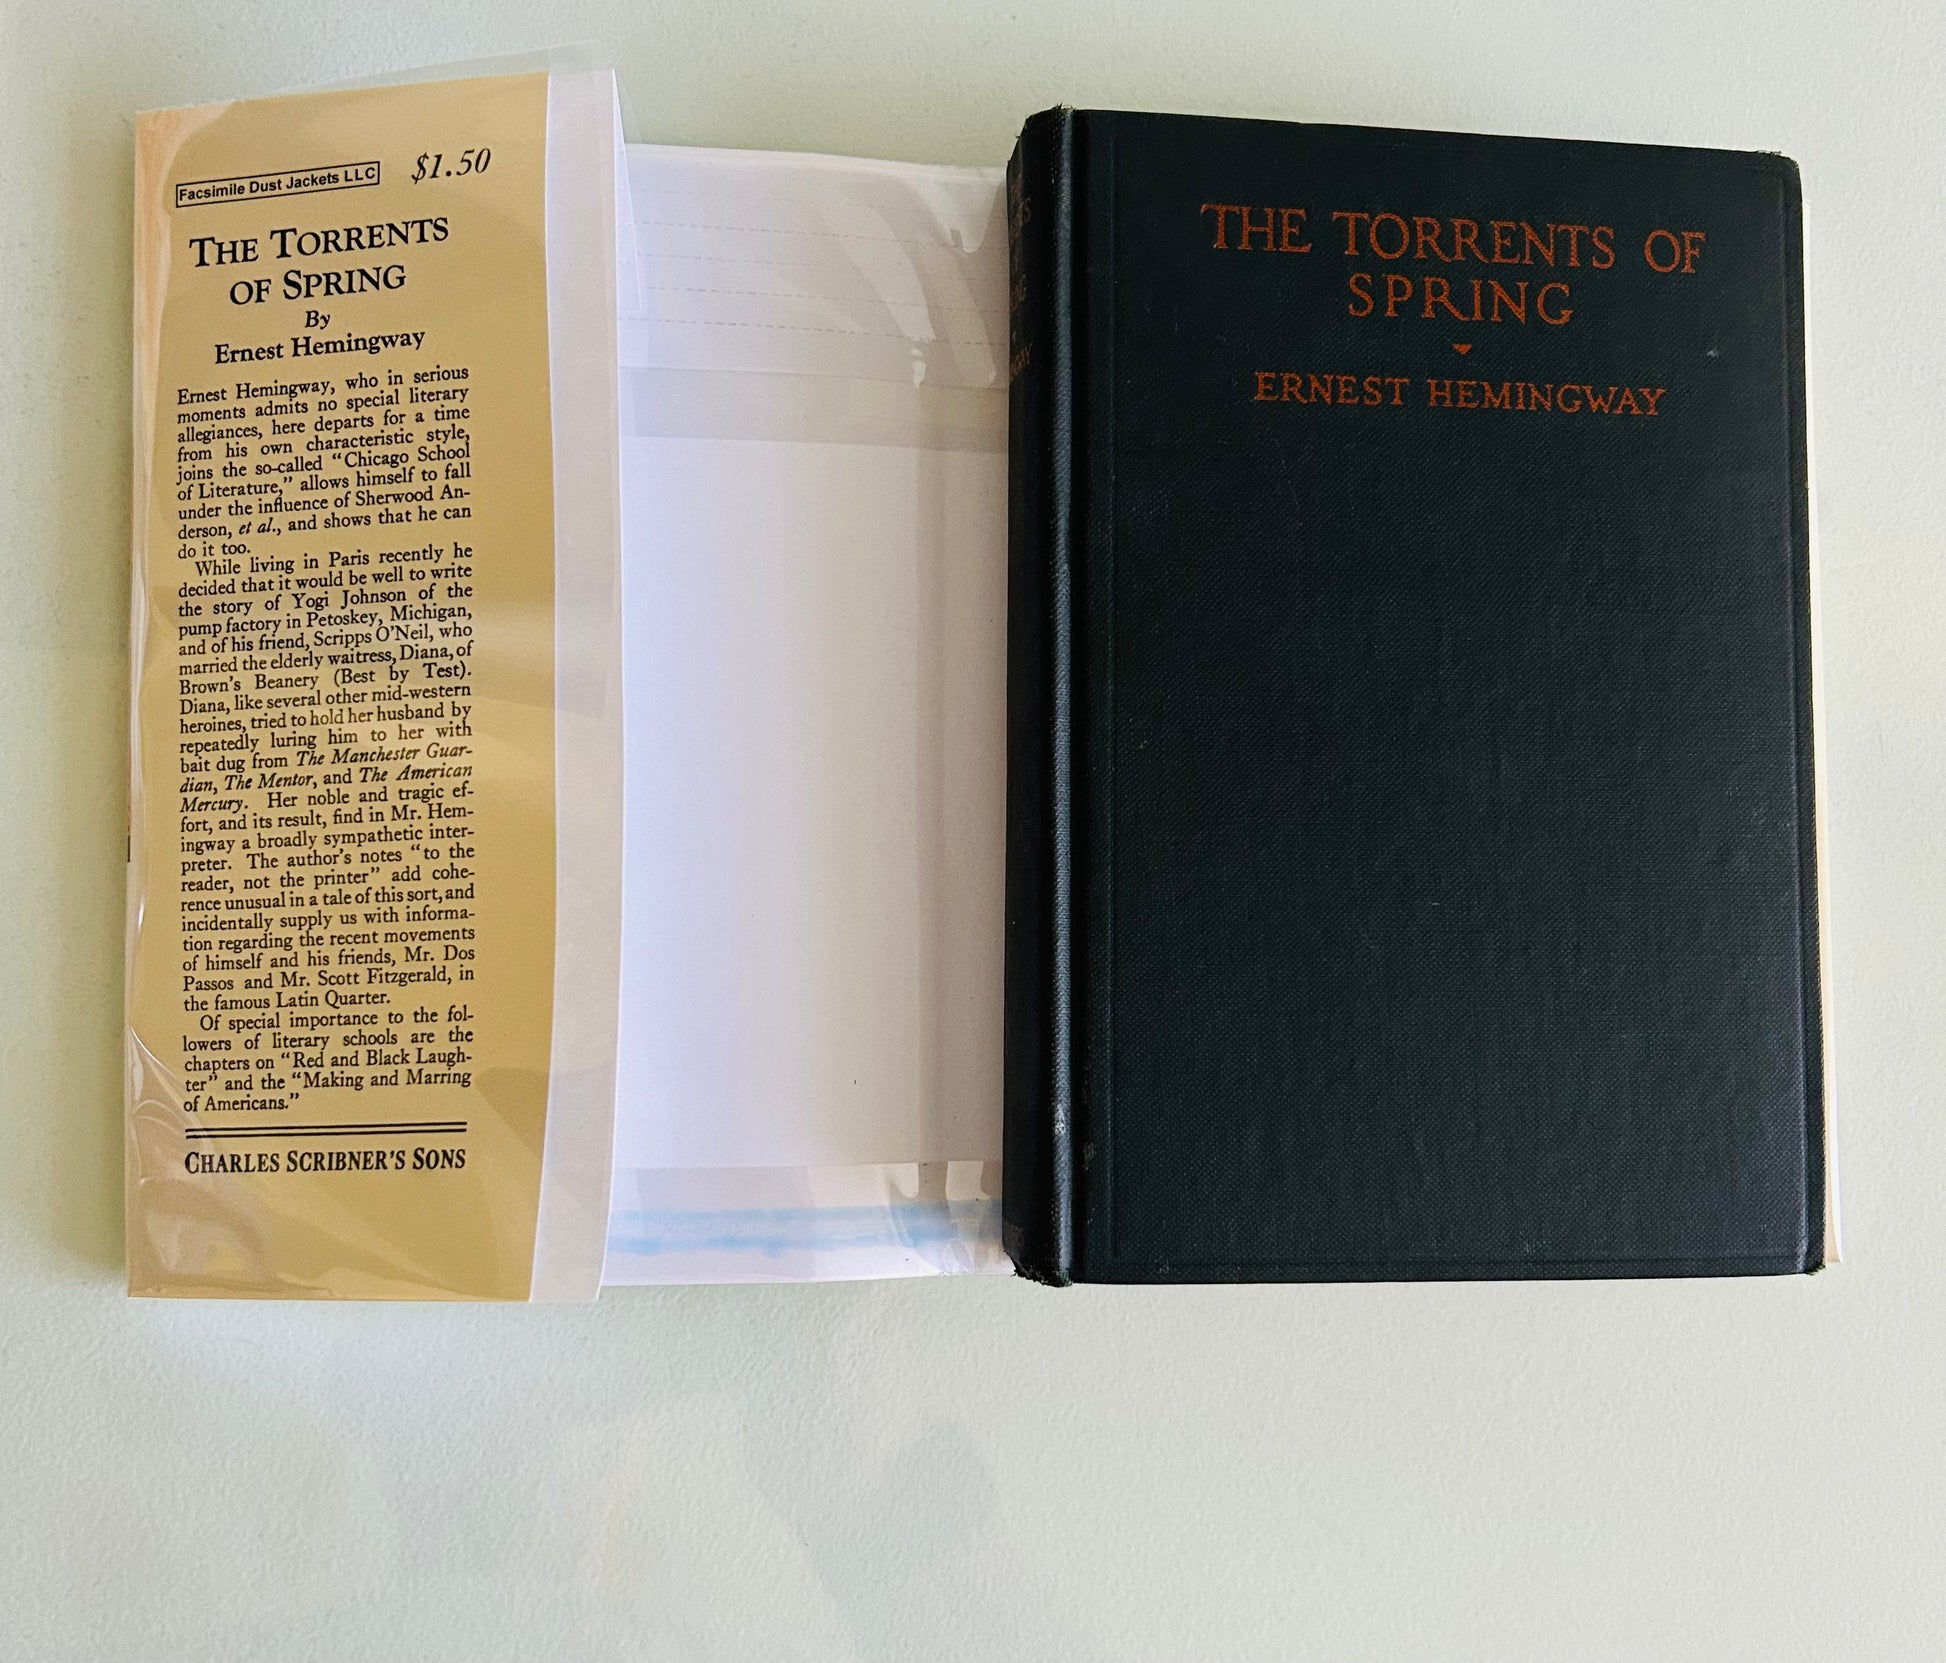 Facsimile Dust Jackets LLC $1.50
THE TORRENTS
OF SPRING
By
Ernest Hemingway
Ernest Hemingway, who in serious
moments admits no special literary
allegiances, here departs for a time
from his own characteristic style,
joins the so-called “Chicago School
of Literature,” allows himself to fall
under the influence of Sherwood An-
derson, et al., and shows that he can
do it too.
While living in Paris recently he
decided that it would be well to write
the story of Yogi Johnson of the
pump factory in Petoskey, Michigan,
and of his friend, Scripps O’Neil, who
married the elderly waitress, Diana, of
Brown’s Beanery (Best by Test).
Diana, like several other mid-western
heroines, tried to hold her husband by
repeatedly luring him to her with
bait dug from The Manchester Guar-
dian, The Mentor, and The American
Mercury. Her noble and tragic ef-
fort, and its result, find in Mr. Hem-
ingway a broadly sympathetic inter-
preter. The author’s notes “to the
reader, not the printer” add cohe-
rence unusual in a tale of this sort, and
incidentally supply us with informa-
tion regarding the recent movements
of himself and his friends, Mr. Dos
Passos and Mr. Scott Fitzgerald, in
the famous Latin Quarter.
Of special importance to the fol-
lowers of literary schools are the
chapters on “Red and Black Laugh-
ter” and the “Making and Marring
of Americans.”
CHARLES SCRIBNER’S SONS
THE TORRENTS OF
SPRING
ERNEST HEMINGWAY